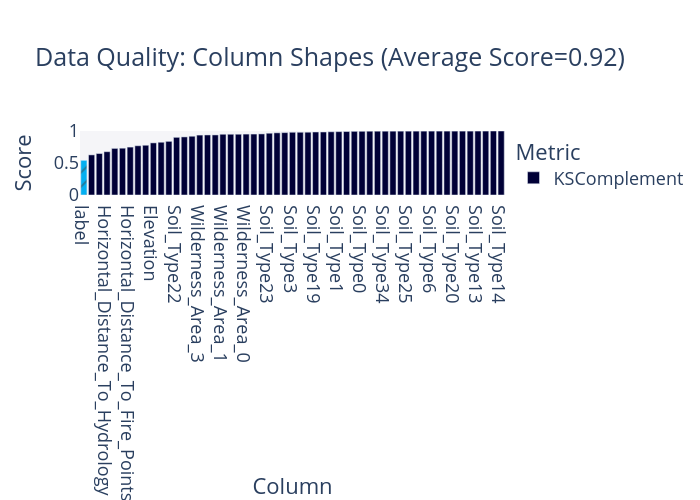 Data Quality: Column Shapes (Average Score=0.92)
Score
1
0.5
0
Metric
KSComplement
label
Horizontal_Distance_To_Hydrology
Horizontal_Distance_To_Fire_Points
Elevation
Soil_Type22
Wilderness_Area_3
Wilderness_Area_1
Wilderness_Area_0
Soil_Type23
Soil_Type3
Soil_Type19
Soil_Type1
Soil_Type0
Soil_Type34
Soil_Type25
Soil_Type6
Soil_Type20
Soil_Type13
Soil_Type14
Column